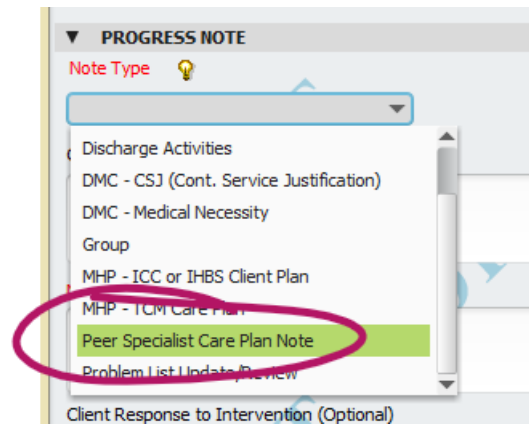 PROGRESS NOTE
Note Type
Discharge Activities
DMC - CSJ (Cont. Service Justification)
DMC - Medical Necessity
Group
MHP - ICC or IHBS Client Plan
MHP - TCM Care Plan
Peer Specialist Care Plan Note
Problem List Update/Review
Client Response to Intervention (Optional)